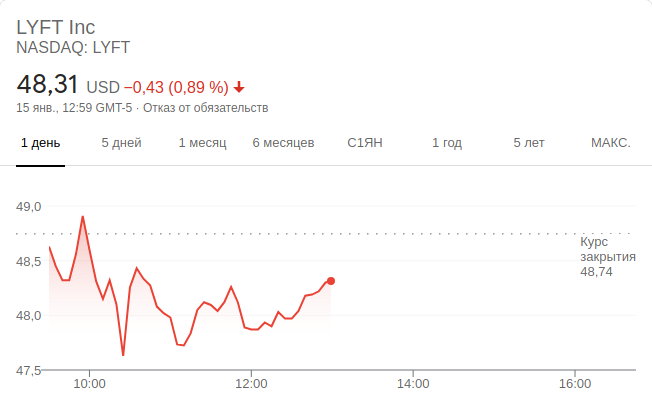 LYFT Inc
NASDAQ: LYFT
48,31 USD −0,43 (0,89 %)
15 янв., 12:59 GMT-5 · Отказ от обязательств
1 день 5 дней 1 месяц 6 месяцев С1ЯН 1 год 5 лет МАКС.
49,0
Курс
закрытия
48,5
48,74
48,0
47,5
10:00 12:00 14:00 16:00